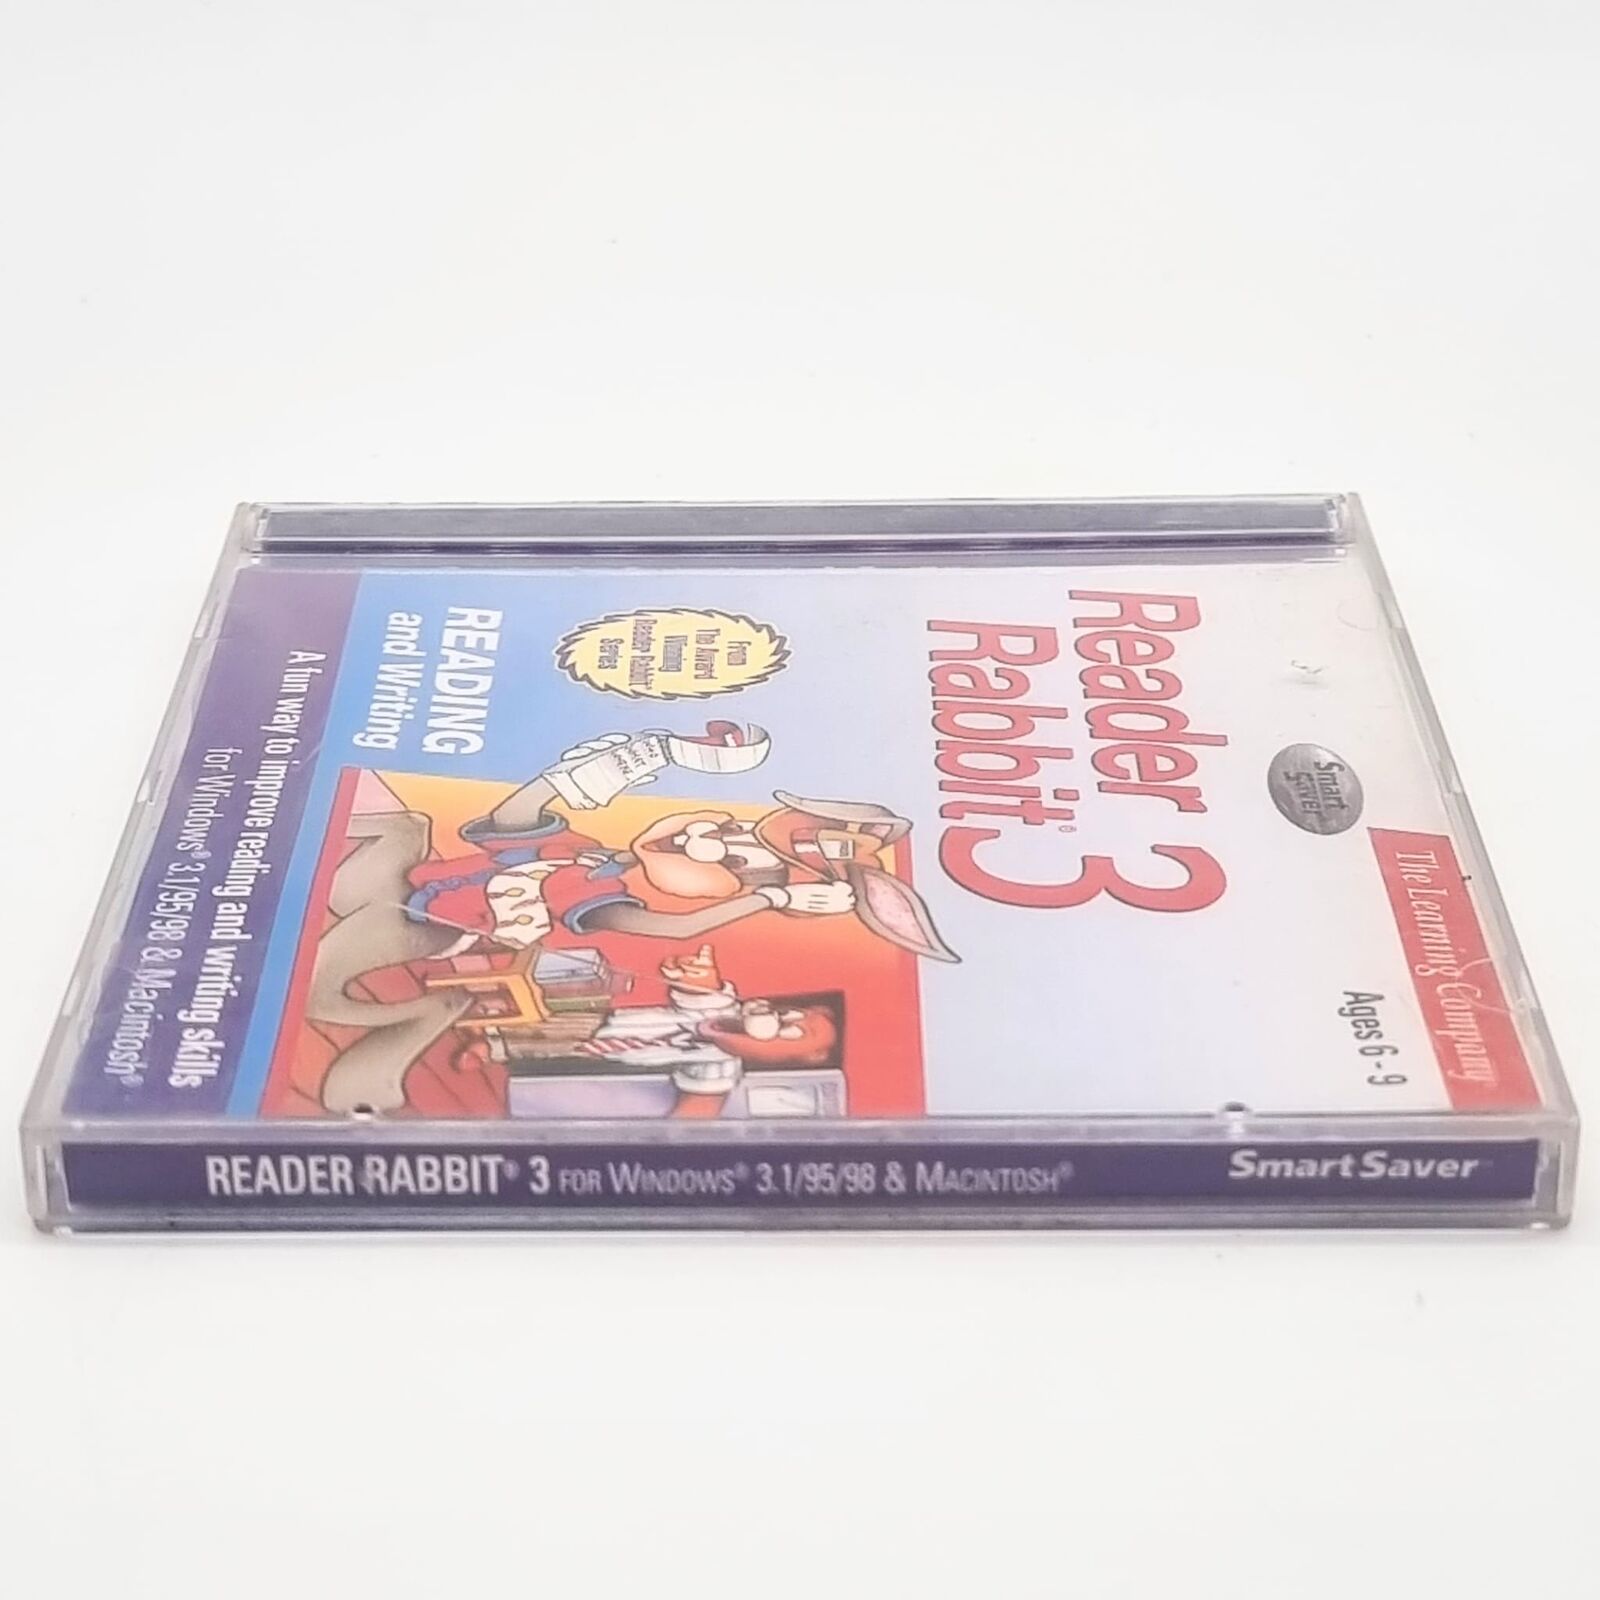 The Learning Company
Smart
Saver
Ages 6 - 9
Reader
Rabbit® 3
From
The Award
Winning
Reader Rabbit®
Series
READING
and Writing
A fun way to improve reading and writing skills
for Windows® 3.1/95/98 & Macintosh®
READER RABBIT® 3 FOR WINDOWS® 3.1/95/98 & MACINTOSH®
SmartSaver™